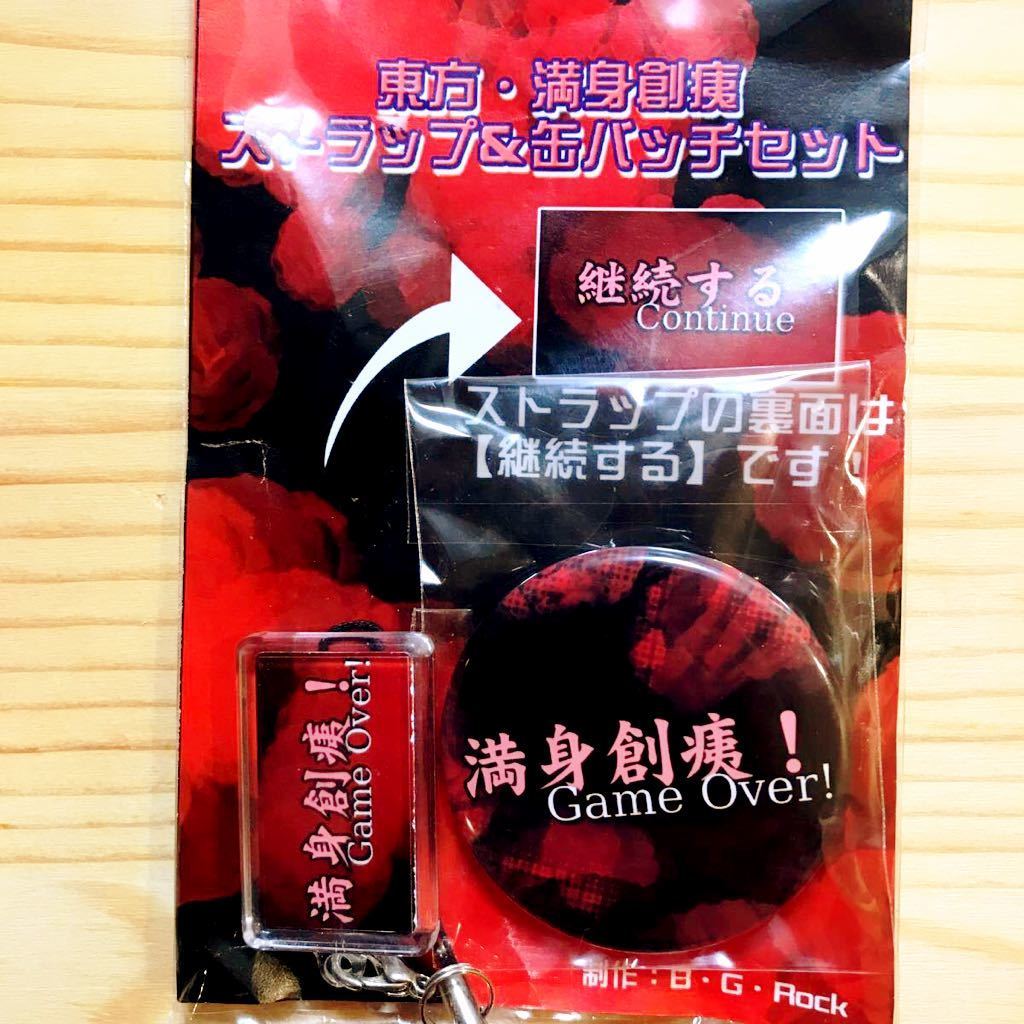 東方・満身創痍
ストラップ&缶バッチセット
継続する
Continue
ストラップの裏面は
【継続する】です！
満身創痍！
Game Over!
満身創痍！
Game Over!
制作：B・G・Rock